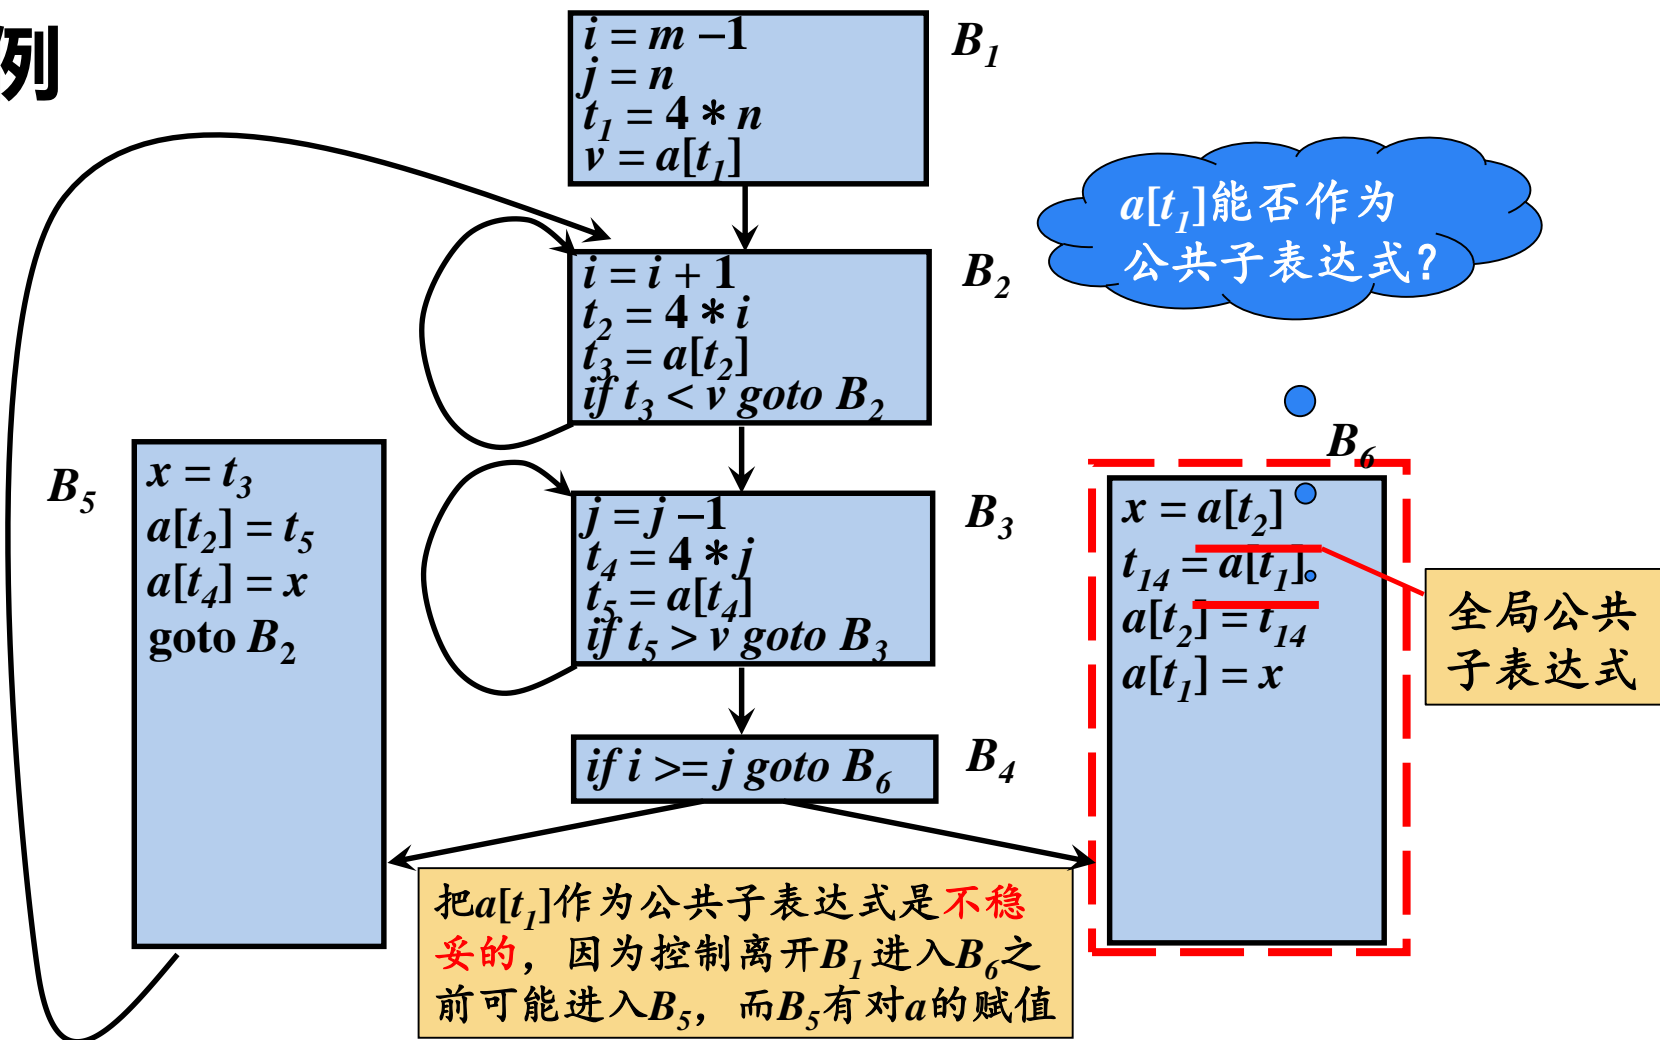 例
i = m −1
j = n
t1 = 4 * n
v = a[t1]
B1
a[t1]能否作为
公共子表达式?
i = i + 1
t2 = 4 * i
t3 = a[t2]
if t3 < v goto B2
B2
B5
x = t3
a[t2] = t5
a[t4] = x
goto B2
j = j −1
t4 = 4 * j
t5 = a[t4]
if t5 > v goto B3
B3
B6
x = a[t2]
t14 = a[t1]
a[t2] = t14
a[t1] = x
全局公共
子表达式
if i >= j goto B6
B4
把a[t1]作为公共子表达式是不稳
妥的，因为控制离开B1进入B6之
前可能进入B5，而B5有对a的赋值